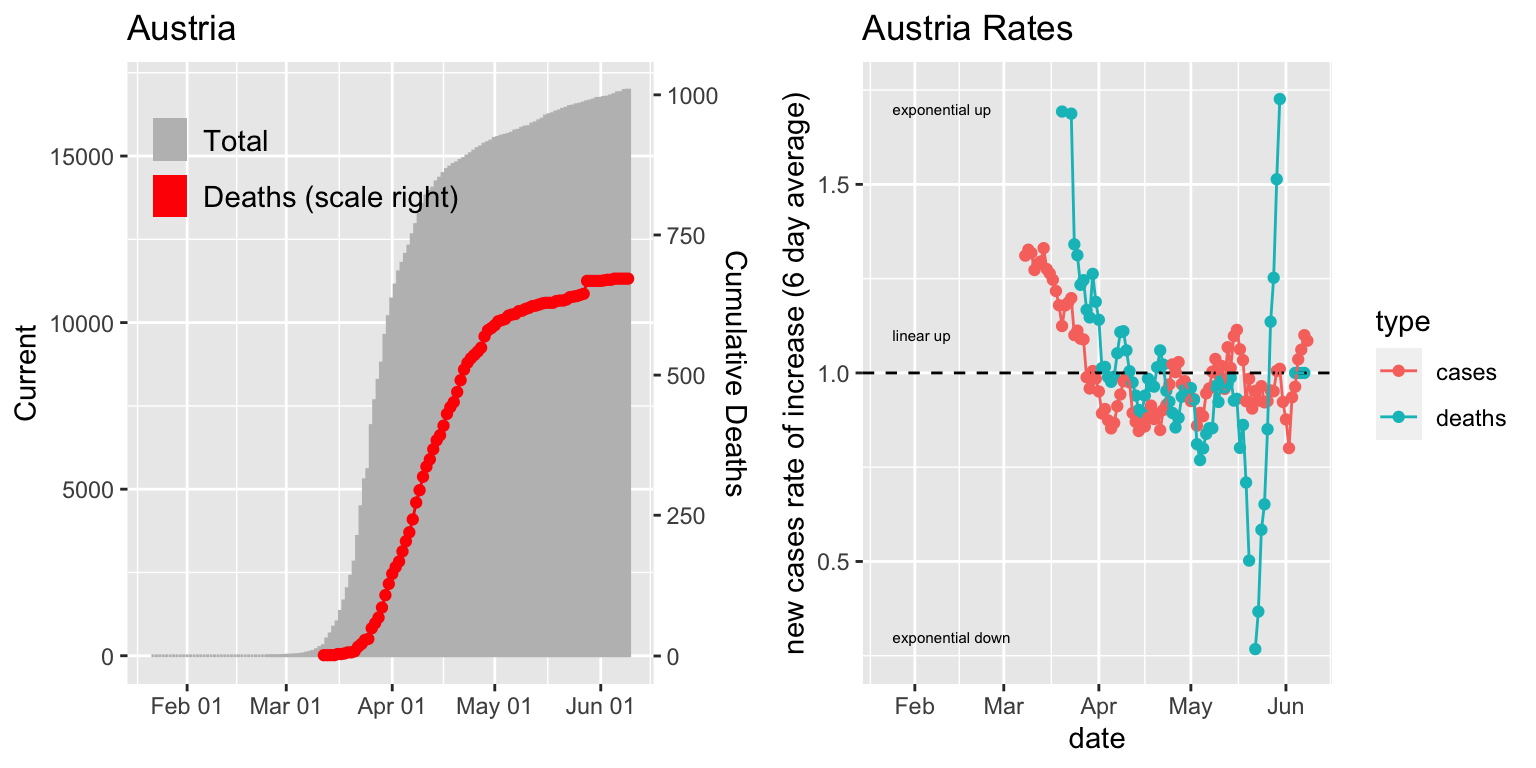 Austria
Current
15000
10000
5000
0
Total
Deaths (scale right)
1000
750
500
250
0
Cumulative Deaths
Feb 01 Mar 01 Apr 01 May 01 Jun 01
Austria Rates
new cases rate of increase (6 day average)
1.5
1.0
0.5
exponential up
linear up
exponential down
Feb Mar Apr May Jun
date
type
cases
deaths